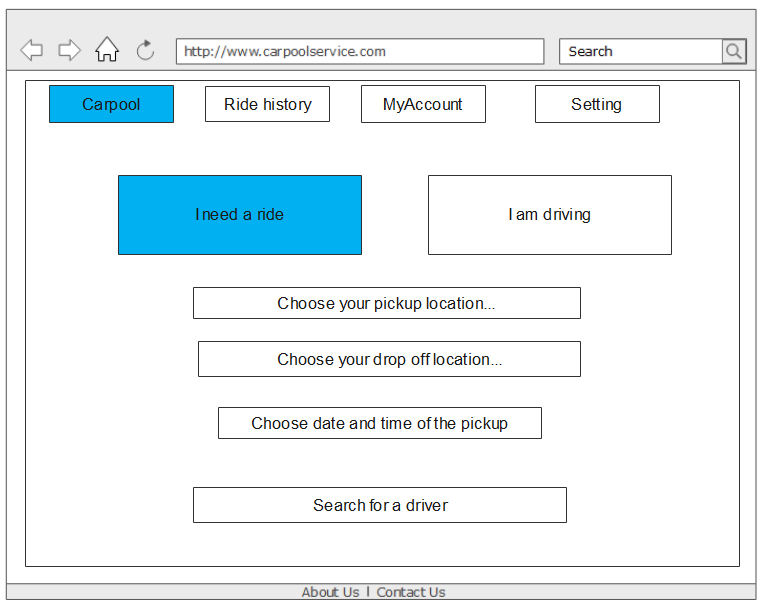 http://www.carpoolservice.com
Search
Carpool
Ride history
MyAccount
Setting
I need a ride
I am driving
Choose your pickup location...
Choose your drop off location...
Choose date and time of the pickup
Search for a driver
About Us | Contact Us